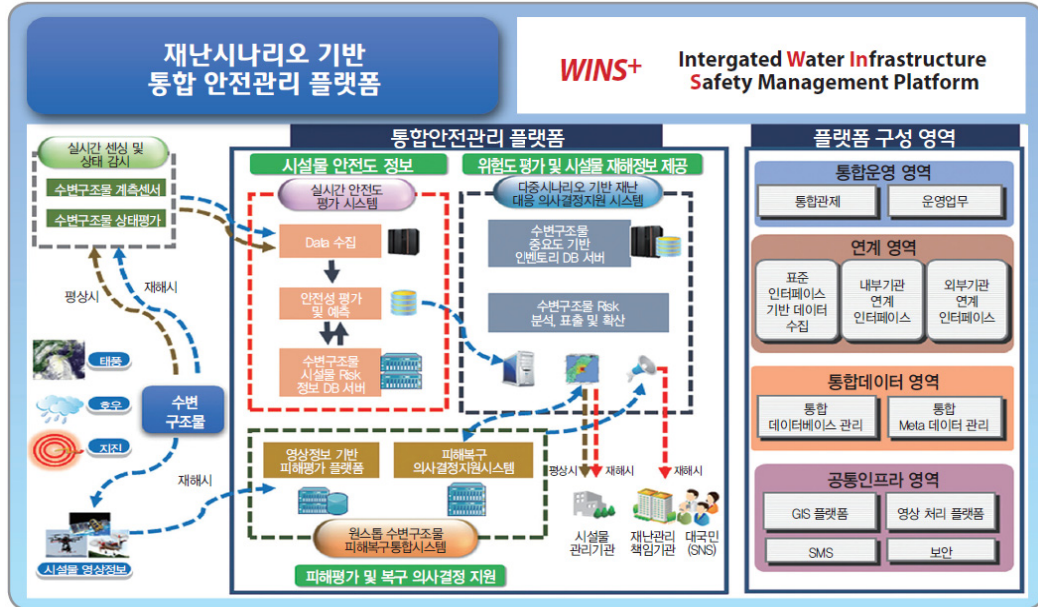 재난시나리오 기반
통합 안전관리 플랫폼
WINS+
Intergated Water Infrastructure
Safety Management Platform
실시간 센싱 및
상태 감시
수변구조물 계측센서
수변구조물 상태평가
평상시
재해시
태풍
호우
지진
수변
구조물
재해시
시설물 영상정보
통합안전관리 플랫폼
시설물 안전도 정보
실시간 안전도
평가 시스템
Data 수집
안전성 평가
및 예측
수변구조물
시설물 Risk
정보 DB 서버
위험도 평가 및 시설물 재해정보 제공
다중시나리오 기반 재난
대응 의사결정지원 시스템
수변구조물
중요도 기반
인벤토리 DB 서버
수변구조물 Risk
분석, 표출 및 확산
영상정보 기반
피해평가 플랫폼
피해복구
의사결정지원시스템
원스톱 수변구조물
피해복구통합시스템
피해평가 및 복구 의사결정 지원
평상시
재해시
재해시
시설물
관리기관
재난관리
책임기관
대국민
(SNS)
플랫폼 구성 영역
통합운영 영역
통합관제
운영업무
연계 영역
표준
인터페이스
기반 데이터
수집
내부기관
연계
인터페이스
외부기관
연계
인터페이스
통합데이터 영역
통합
데이터베이스 관리
통합
Meta 데이터 관리
공통인프라 영역
GIS 플랫폼
영상 처리 플랫폼
SMS
보안